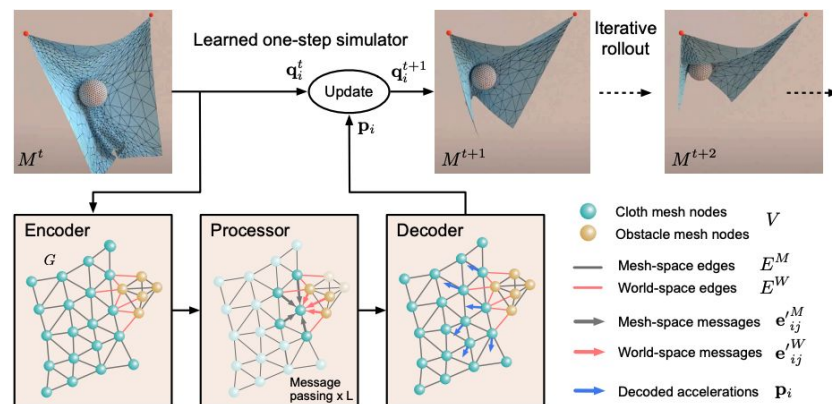 Learned one-step simulator
Iterative
rollout
q_i^t
q_i^{t+1}
Update
p_i
M^t
M^{t+1}
M^{t+2}
Encoder
Processor
Decoder
G
Message
passing x L
Cloth mesh nodes
Obstacle mesh nodes
V
Mesh-space edges E^M
World-space edges E^W
Mesh-space messages e'^M_{ij}
World-space messages e'^W_{ij}
Decoded accelerations p_i